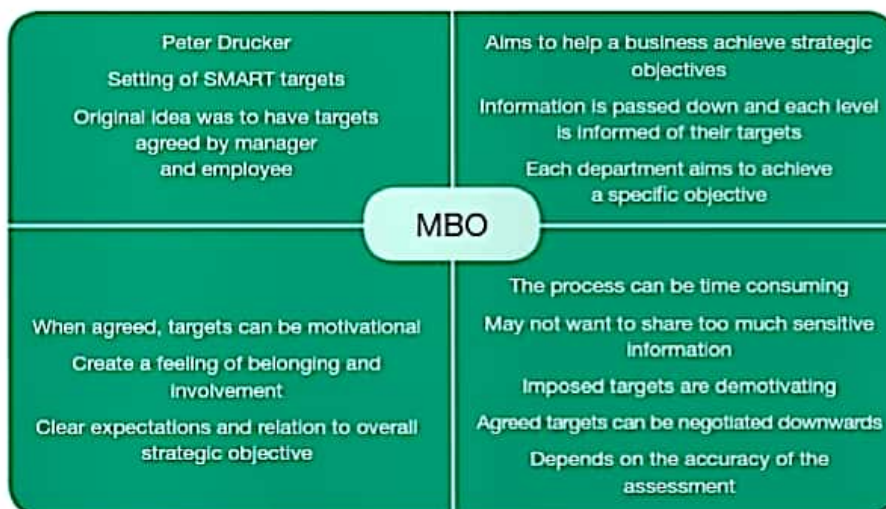 Peter Drucker
Setting of SMART targets
Original idea was to have targets
agreed by manager
and employee
Aims to help a business achieve strategic
objectives
Information is passed down and each level
is informed of their targets
Each department aims to achieve
a specific objective
MBO
When agreed, targets can be motivational
Create a feeling of belonging and
involvement
Clear expectations and relation to overall
strategic objective
The process can be time consuming
May not want to share too much sensitive
information
Imposed targets are demotivating
Agreed targets can be negotiated downwards
Depends on the accuracy of the
assessment